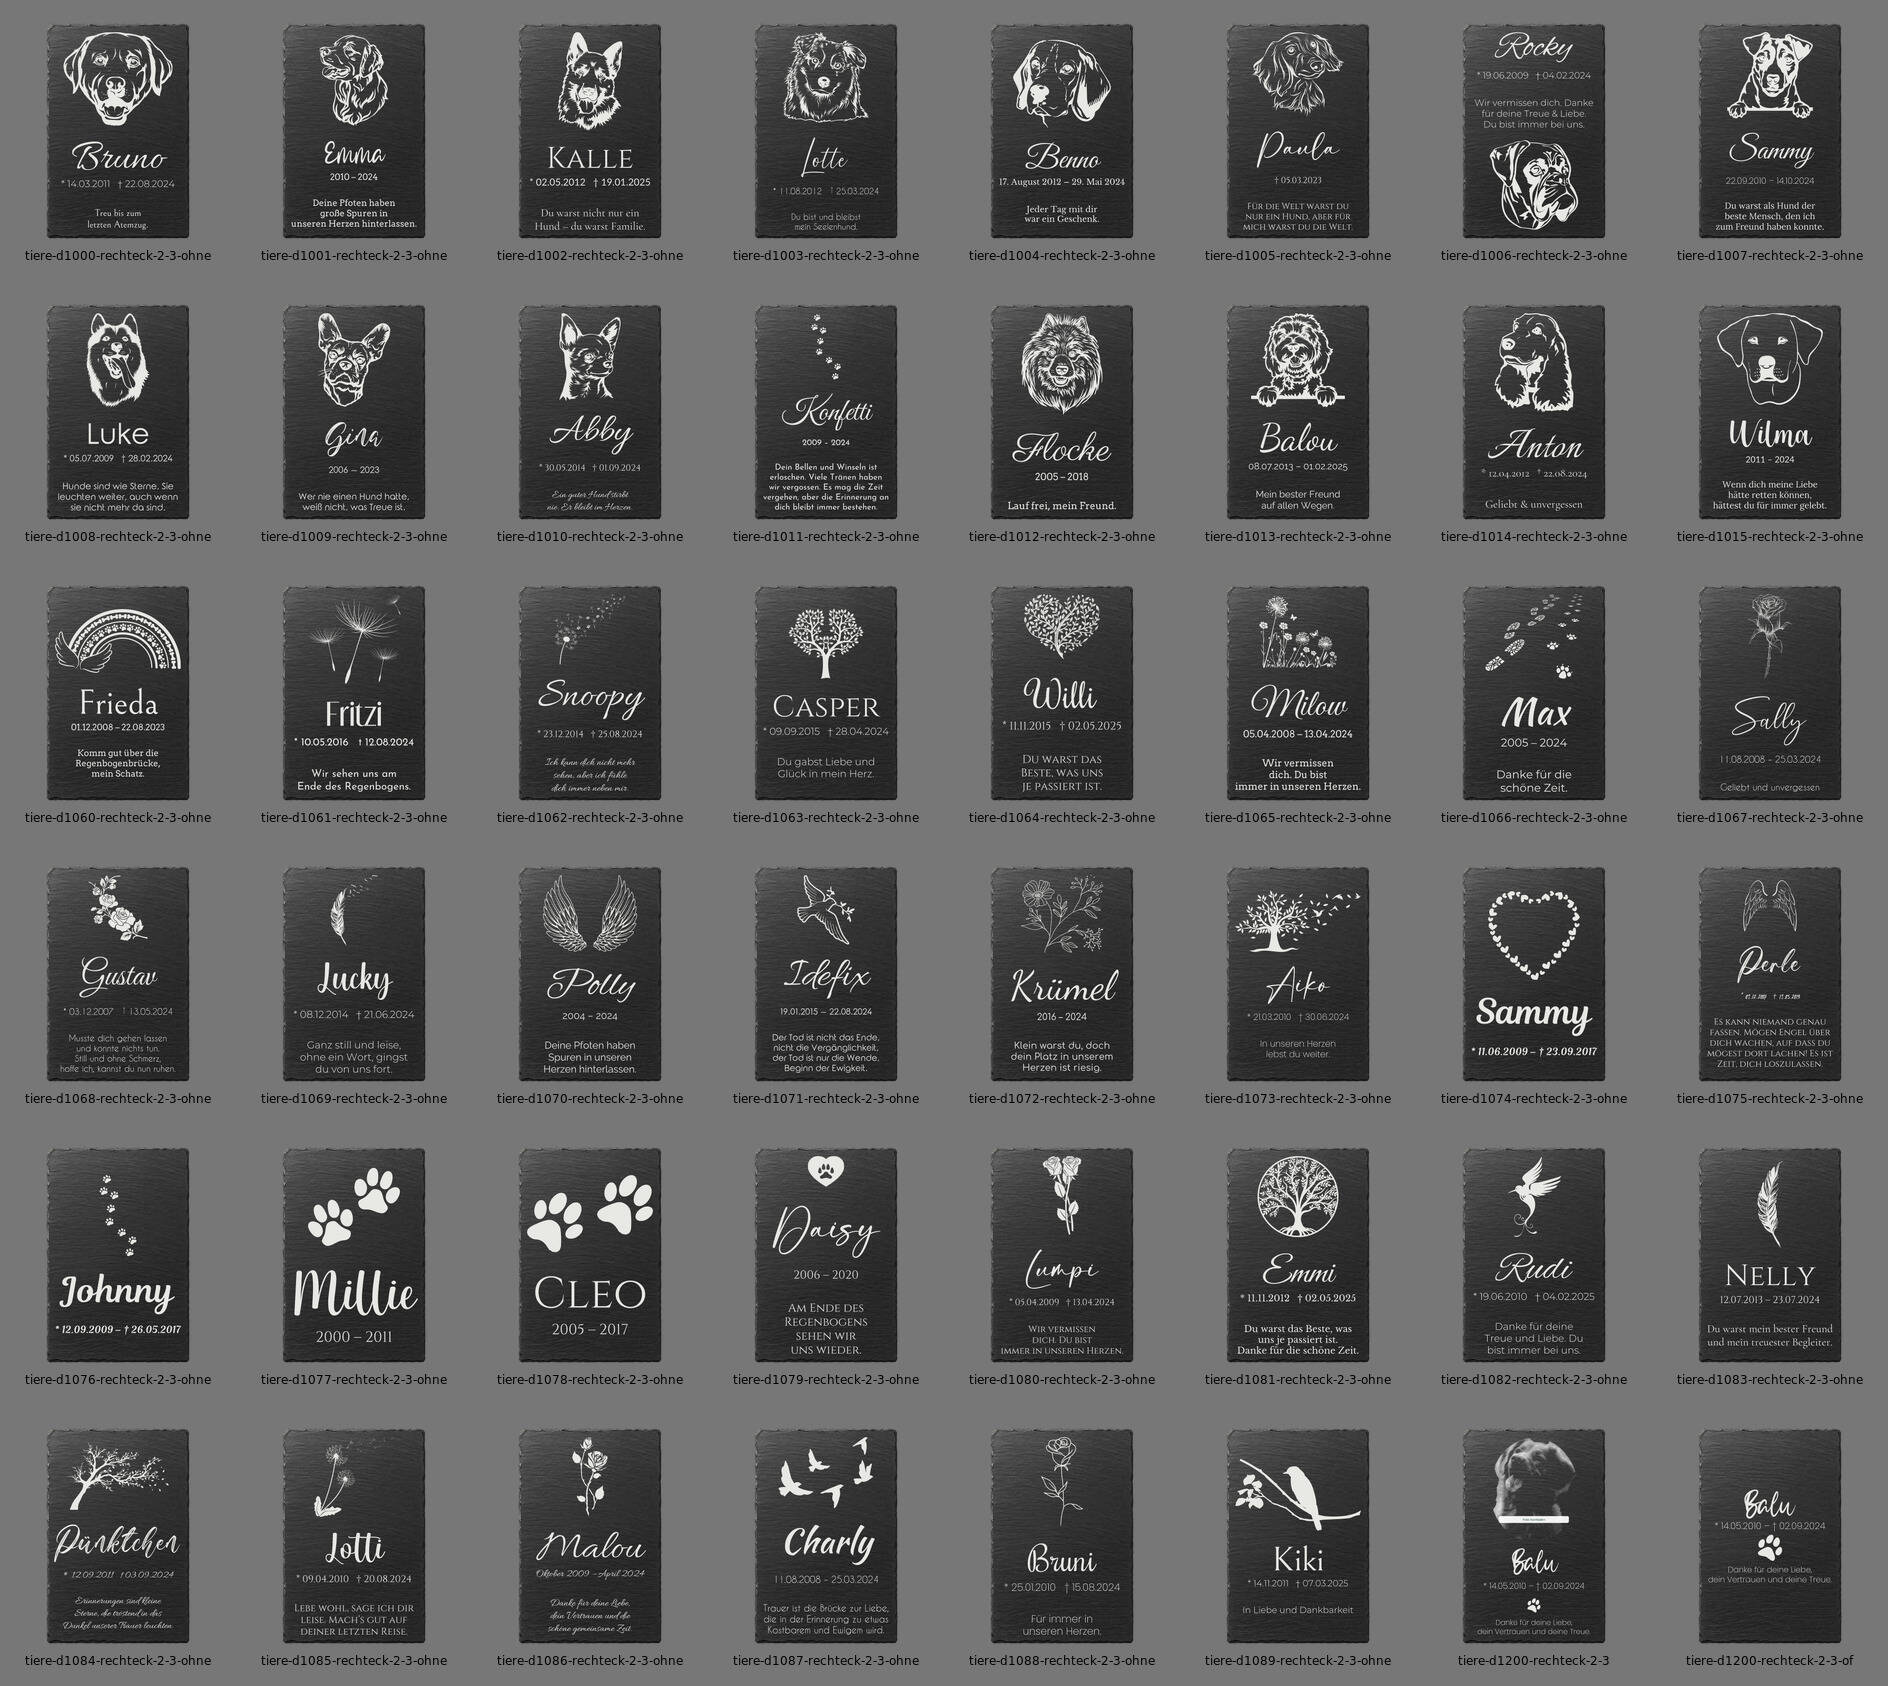 Bruno
* 14.03.2011 † 22.08.2024
Treu bis zum
letzten Atemzug.
tiere-d1000-rechteck-2-3-ohne
Emma
2010 – 2024
Deine Pfoten haben
große Spuren in
unseren Herzen hinterlassen.
tiere-d1001-rechteck-2-3-ohne
KALLE
* 02.05.2012 † 19.01.2025
Du warst nicht nur ein
Hund – du warst Familie.
tiere-d1002-rechteck-2-3-ohne
Lotte
* 11.08.2012 † 25.03.2024
Du bist und bleibst
mein Seelenhund.
tiere-d1003-rechteck-2-3-ohne
Benno
17. August 2012 – 29. Mai 2024
Jeder Tag mit dir
war ein Geschenk.
tiere-d1004-rechteck-2-3-ohne
Paula
† 05.03.2023
FÜR DIE WELT WARST DU
NUR EIN HUND, ABER FÜR
MICH WARST DU DIE WELT.
tiere-d1005-rechteck-2-3-ohne
Rocky
* 19.06.2009 † 04.02.2024
Wir vermissen dich. Danke
für deine Treue & Liebe.
Du bist immer bei uns.
tiere-d1006-rechteck-2-3-ohne
Sammy
22.09.2010 – 14.10.2024
Du warst als Hund der
beste Mensch, den ich
zum Freund haben konnte.
tiere-d1007-rechteck-2-3-ohne
Luke
* 05.07.2009 † 28.02.2024
Hunde sind wie Sterne. Sie
leuchten weiter, auch wenn
sie nicht mehr da sind.
tiere-d1008-rechteck-2-3-ohne
Gina
2006 – 2023
Wer nie einen Hund hatte,
weiß nicht, was Treue ist.
tiere-d1009-rechteck-2-3-ohne
Abby
* 30.05.2014 † 01.09.2024
Ein guter Hund stirbt
nie. Er bleibt im Herzen.
tiere-d1010-rechteck-2-3-ohne
Konfetti
2009 - 2024
Dein Bellen und Winseln ist
erloschen. Viele Tränen haben
wir vergossen. Es mag die Zeit
vergehen, aber die Erinnerung an
dich bleibt immer bestehen.
tiere-d1011-rechteck-2-3-ohne
Flocke
2005 – 2018
Lauf frei, mein Freund.
tiere-d1012-rechteck-2-3-ohne
Balou
08.07.2013 – 01.02.2025
Mein bester Freund
auf allen Wegen.
tiere-d1013-rechteck-2-3-ohne
Anton
* 12.04.2012 † 22.08.2024
Geliebt & unvergessen
tiere-d1014-rechteck-2-3-ohne
Wilma
2011 – 2024
Wenn dich meine Liebe
hätte retten können,
hättest du für immer gelebt.
tiere-d1015-rechteck-2-3-ohne
Frieda
01.12.2008 – 22.08.2023
Komm gut über die
Regenbogenbrücke,
mein Schatz.
tiere-d1060-rechteck-2-3-ohne
Fritzi
* 10.05.2016 † 12.08.2024
Wir sehen uns am
Ende des Regenbogens.
tiere-d1061-rechteck-2-3-ohne
Snoopy
* 23.12.2014 † 25.08.2024
Ich kann dich nicht mehr
sehen, aber ich fühle
dich immer neben mir.
tiere-d1062-rechteck-2-3-ohne
CASPER
* 09.09.2015 † 28.04.2024
Du gabst Liebe und
Glück in mein Herz.
tiere-d1063-rechteck-2-3-ohne
Willi
* 11.11.2015 † 02.05.2025
DU WARST DAS
BESTE, WAS UNS
JE PASSIERT IST.
tiere-d1064-rechteck-2-3-ohne
Milow
05.04.2008 – 13.04.2024
Wir vermissen
dich. Du bist
immer in unseren Herzen.
tiere-d1065-rechteck-2-3-ohne
Max
2005 – 2024
Danke für die
schöne Zeit.
tiere-d1066-rechteck-2-3-ohne
Sally
11.08.2008 – 25.03.2024
Geliebt und unvergessen
tiere-d1067-rechteck-2-3-ohne
Gustav
* 03.12.2007 † 13.05.2024
Musste dich gehen lassen
und konnte nichts tun.
Still und ohne Schmerz,
hoffe ich, kannst du nun ruhen.
tiere-d1068-rechteck-2-3-ohne
Lucky
* 08.12.2014 † 21.06.2024
Ganz still und leise,
ohne ein Wort, gingst
du von uns fort.
tiere-d1069-rechteck-2-3-ohne
Polly
2004 – 2024
Deine Pfoten haben
Spuren in unseren
Herzen hinterlassen.
tiere-d1070-rechteck-2-3-ohne
Idefix
19.01.2015 – 22.08.2024
Der Tod ist nicht das Ende,
nicht die Vergänglichkeit,
der Tod ist nur die Wende,
Beginn der Ewigkeit.
tiere-d1071-rechteck-2-3-ohne
Krümel
2016 – 2024
Klein warst du, doch
dein Platz in unserem
Herzen ist riesig.
tiere-d1072-rechteck-2-3-ohne
Aiko
* 21.03.2010 † 30.06.2024
In unseren Herzen
lebst du weiter.
tiere-d1073-rechteck-2-3-ohne
Sammy
* 11.06.2009 – † 23.09.2017
tiere-d1074-rechteck-2-3-ohne
Perle
ES KANN NIEMAND GENAU
FASSEN, MÖGEN ENGEL ÜBER
DICH WACHEN, AUF DASS DU
MÖGEST DORT LACHEN! ES IST
ZEIT, DICH LOSZULASSEN.
tiere-d1075-rechteck-2-3-ohne
Johnny
* 12.09.2009 – † 26.05.2017
tiere-d1076-rechteck-2-3-ohne
Millie
2000 – 2011
tiere-d1077-rechteck-2-3-ohne
CLEO
2005 – 2017
tiere-d1078-rechteck-2-3-ohne
Daisy
2006 – 2020
AM ENDE DES
REGENBOGENS
SEHEN WIR
UNS WIEDER.
tiere-d1079-rechteck-2-3-ohne
Lumpi
* 05.04.2009 † 13.04.2024
WIR VERMISSEN
DICH. DU BIST
IMMER IN UNSEREN HERZEN.
tiere-d1080-rechteck-2-3-ohne
Emmi
* 11.11.2012 † 02.05.2025
Du warst das Beste, was
uns je passiert ist.
Danke für die schöne Zeit.
tiere-d1081-rechteck-2-3-ohne
Rudi
* 19.06.2010 † 04.02.2025
Danke für deine
Treue und Liebe. Du
bist immer bei uns.
tiere-d1082-rechteck-2-3-ohne
NELLY
12.07.2013 – 23.07.2024
Du warst mein bester Freund
und mein treuester Begleiter.
tiere-d1083-rechteck-2-3-ohne
Pünktchen
* 12.09.2011 † 03.09.2024
Erinnerungen sind kleine
Sterne, die tröstend in das
Dunkel unserer Trauer leuchten.
tiere-d1084-rechteck-2-3-ohne
Lotti
* 09.04.2010 † 20.08.2024
LEBE WOHL, SAGE ICH DIR
LEISE. MACH'S GUT AUF
DEINER LETZTEN REISE.
tiere-d1085-rechteck-2-3-ohne
Malou
Oktober 2009 – April 2024
Danke für deine Liebe,
dein Vertrauen und die
schöne gemeinsame Zeit.
tiere-d1086-rechteck-2-3-ohne
Charly
11.08.2008 – 25.03.2024
Trauer ist die Brücke zur Liebe,
die in der Erinnerung zu etwas
Kostbarem und Ewigem wird.
tiere-d1087-rechteck-2-3-ohne
Bruni
* 25.01.2010 † 15.08.2024
Für immer in
unseren Herzen.
tiere-d1088-rechteck-2-3-ohne
Kiki
* 14.11.2011 † 07.03.2025
In Liebe und Dankbarkeit
tiere-d1089-rechteck-2-3-ohne
Balu
* 14.05.2010 – † 02.09.2024
Danke für deine Liebe,
dein Vertrauen und deine Treue.
tiere-d1200-rechteck-2-3
Balu
* 14.05.2010 – † 02.09.2024
Danke für deine Liebe,
dein Vertrauen und deine Treue.
tiere-d1200-rechteck-2-3-of